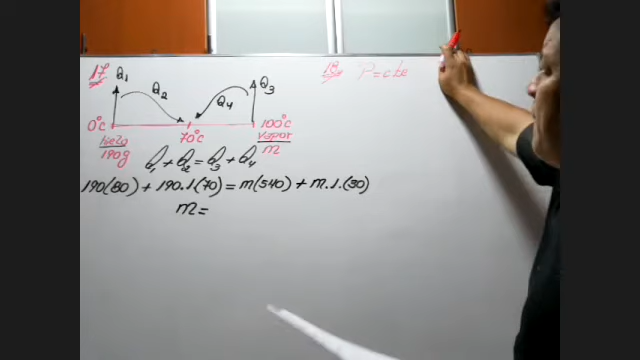 17
Q1 Q2 Q4 Q3
0°c 70°c 100°c
Hielo vapor
190g m
Q1 + Q2 = Q3 + Q4
190(80) + 190.1(70) = m(540) + m.1.(30)
m =
18. P = cte